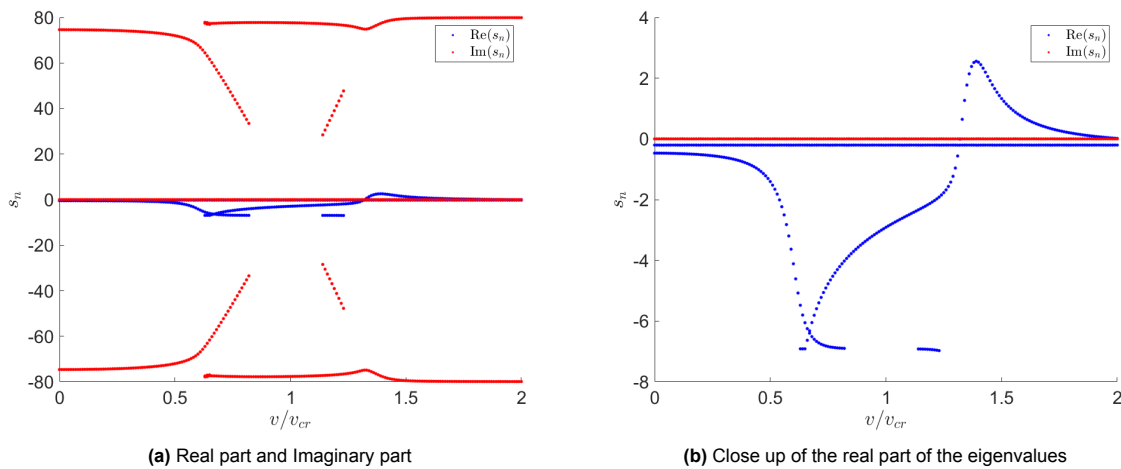 80
60
40
20
0
-20
-40
-60
-80
s_n
0
0.5
1
1.5
2
v/v_cr
Re(s_n)
Im(s_n)
(a) Real part and Imaginary part
4
2
0
-2
-4
-6
-8
s_n
0
0.5
1
1.5
2
v/v_cr
Re(s_n)
Im(s_n)
(b) Close up of the real part of the eigenvalues